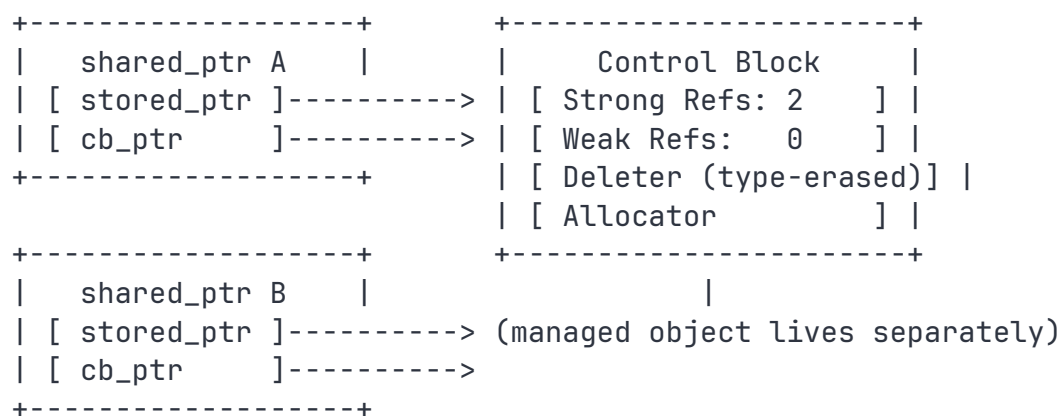 +------------------+      +----------------------+
|   shared_ptr A    |      |     Control Block     |
| [ stored_ptr ]----------> | [ Strong Refs: 2     ] |
| [ cb_ptr     ]----------> | [ Weak Refs:   0     ] |
+------------------+      | [ Deleter (type-erased)] |
                          | [ Allocator          ] |
+------------------+      +----------------------+
|   shared_ptr B    |                 |
| [ stored_ptr ]----------> (managed object lives separately)
| [ cb_ptr     ]---------->
+------------------+